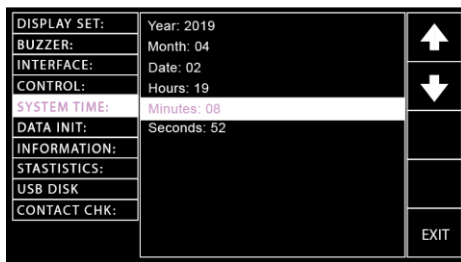 DISPLAY SET:
BUZZER:
INTERFACE:
CONTROL:
SYSTEM TIME:
DATA INIT:
INFORMATION:
STASTISTICS:
USB DISK
CONTACT CHK:
Year: 2019
Month: 04
Date: 02
Hours: 19
Minutes: 08
Seconds: 52
EXIT